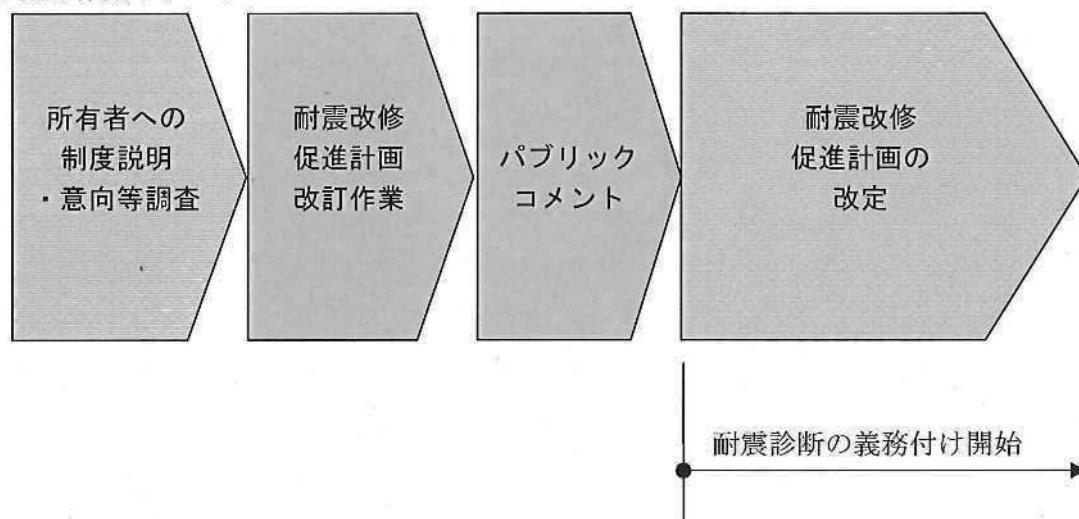 所有者への
制度説明
・意向等調査
耐震改修
促進計画
改訂作業
パブリック
コメント
耐震改修
促進計画の
改定
耐震診断の義務付け開始